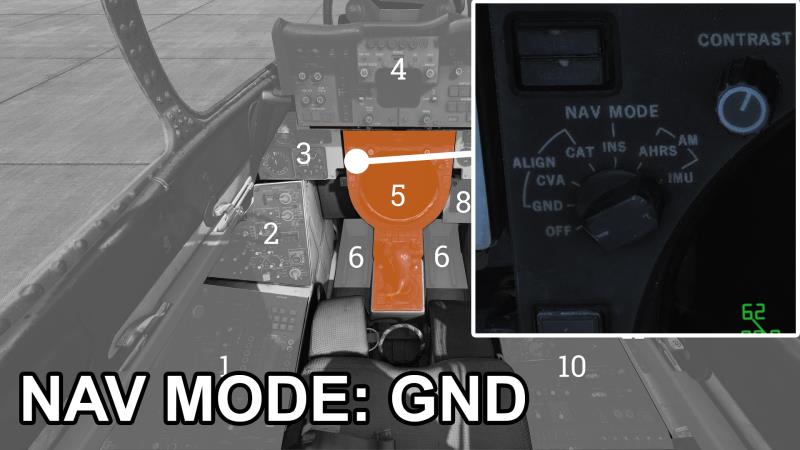 CONTRAST
NAV MODE
INS
AM
CAT
AHRS
ALIGN
CVA
IMU
GND
OFF
62
4
3
5
2
8
6
6
1
10
NAV MODE: GND